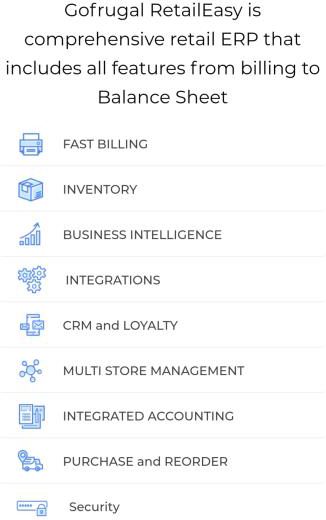 Gofrugal RetailEasy is
comprehensive retail ERP that
includes all features from billing to
Balance Sheet
FAST BILLING
INVENTORY
BUSINESS INTELLIGENCE
INTEGRATIONS
CRM and LOYALTY
MULTI STORE MANAGEMENT
INTEGRATED ACCOUNTING
PURCHASE and REORDER
Security